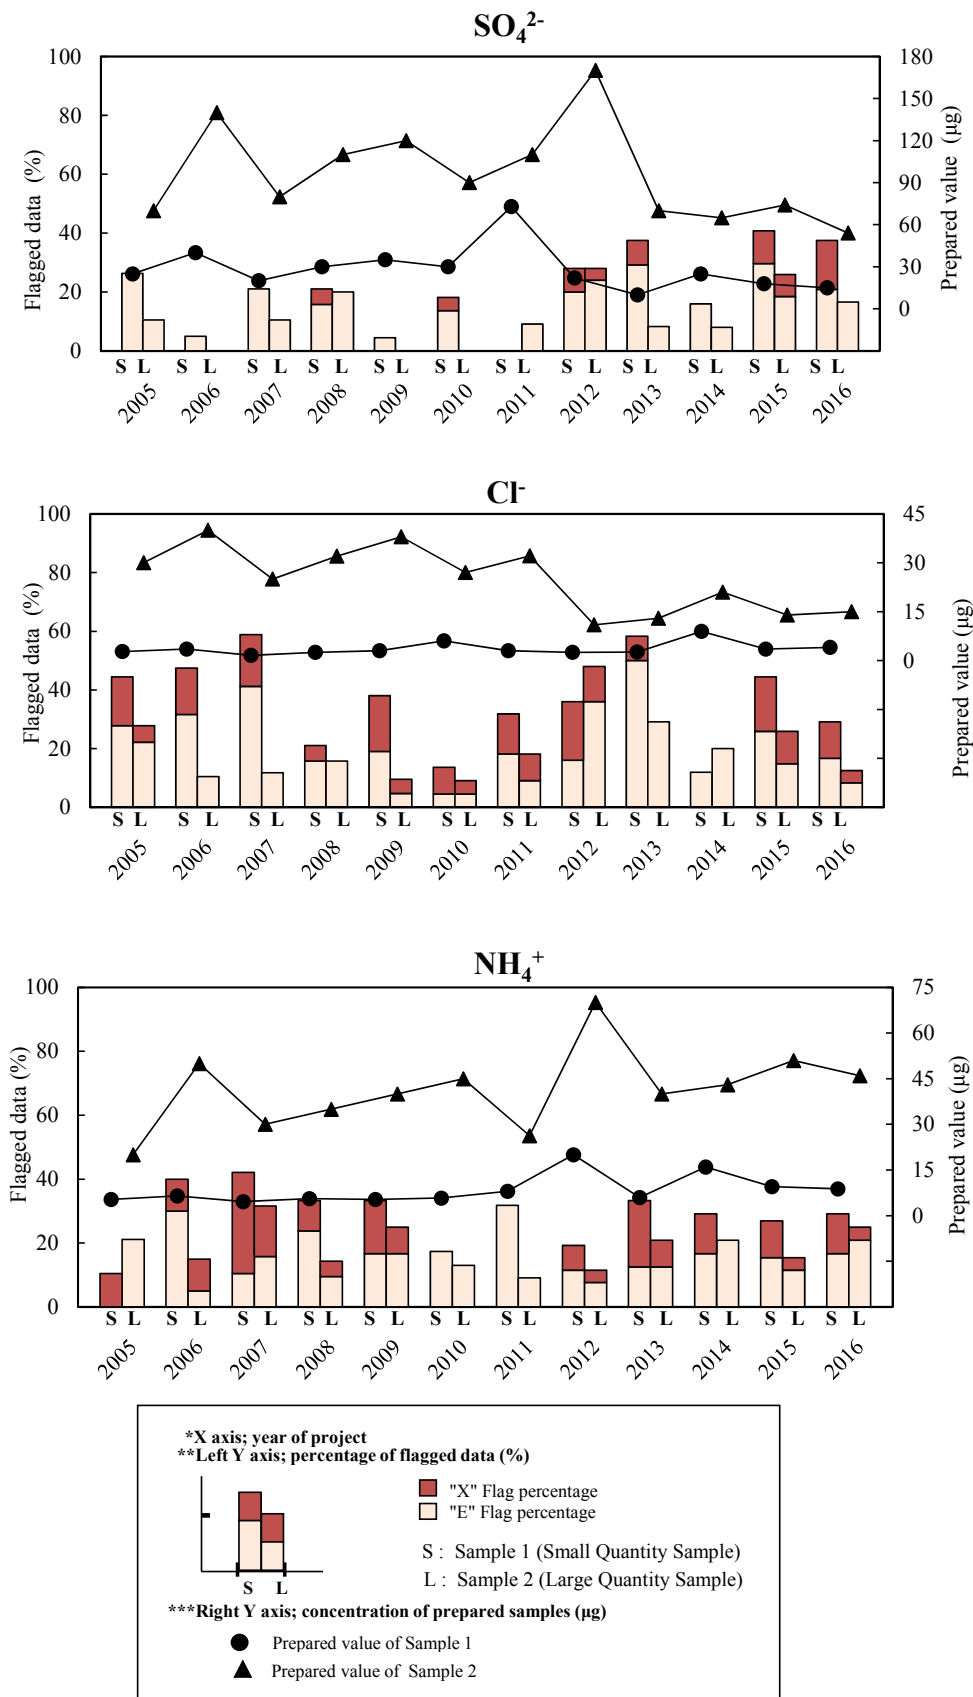 SO₄²⁻
100 80 60 40 20 0
Flagged data (%)
180 150 120 90 60 30 0
Prepared value (µg)
S L S L S L S L S L S L S L S L S L S L S L S L
2005 2006 2007 2008 2009 2010 2011 2012 2013 2014 2015 2016
Cl⁻
100 80 60 40 20 0
Flagged data (%)
45 30 15 0
Prepared value (µg)
S L S L S L S L S L S L S L S L S L S L S L S L
2005 2006 2007 2008 2009 2010 2011 2012 2013 2014 2015 2016
NH₄⁺
100 80 60 40 20 0
Flagged data (%)
75 60 45 30 15 0
Prepared value (µg)
S L S L S L S L S L S L S L S L S L S L S L S L
2005 2006 2007 2008 2009 2010 2011 2012 2013 2014 2015 2016
*X axis; year of project
**Left Y axis; percentage of flagged data (%)
S L
"X" Flag percentage
"E" Flag percentage
S : Sample 1 (Small Quantity Sample)
L : Sample 2 (Large Quantity Sample)
***Right Y axis; concentration of prepared samples (µg)
Prepared value of Sample 1
Prepared value of Sample 2